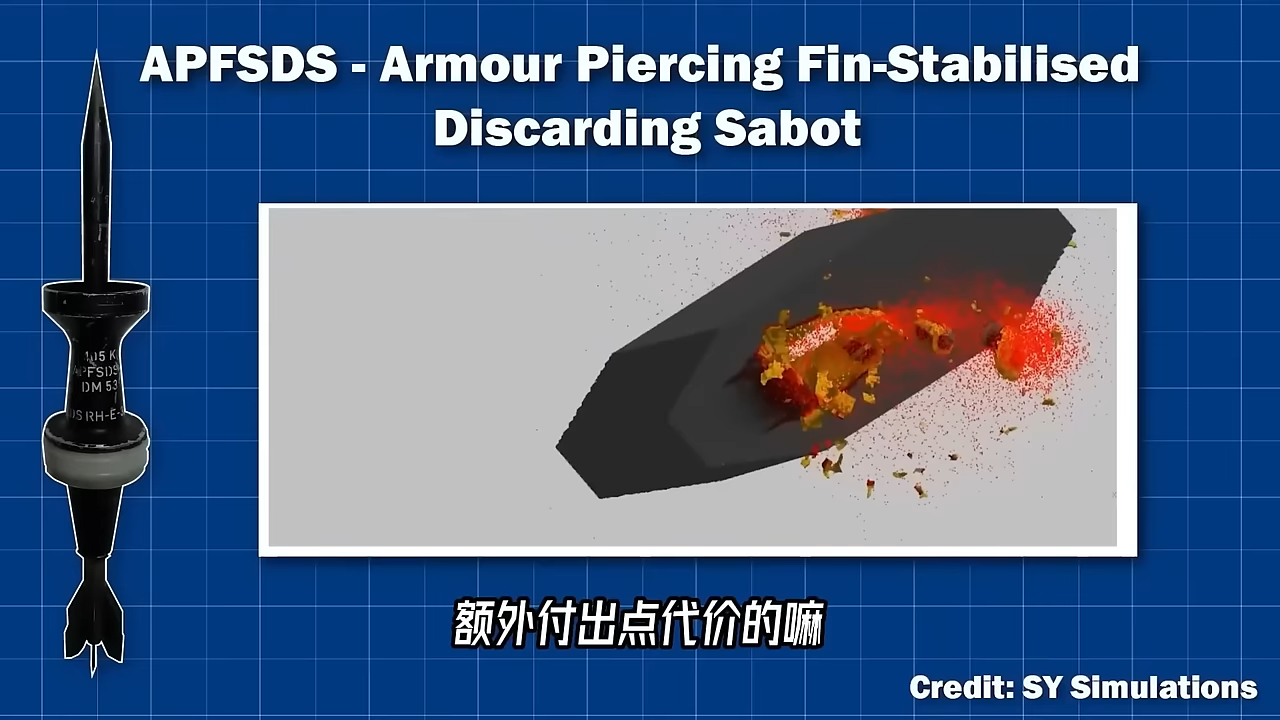 APFSDS - Armour Piercing Fin-Stabilised
Discarding Sabot
105 K
APFSDS
DM 53
RH-E-
额外付出点代价的嘛
Credit: SY Simulations